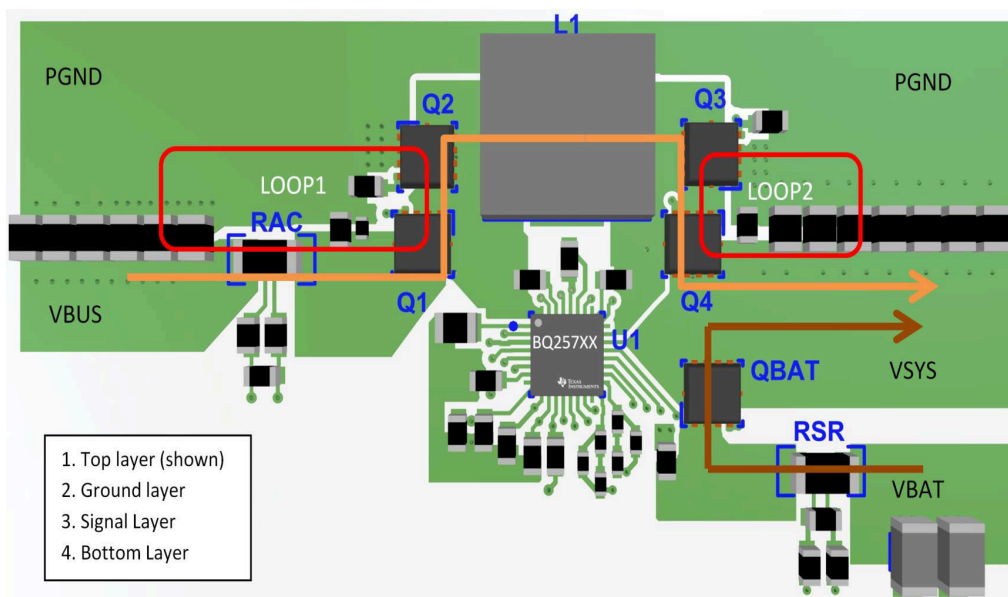 L1
PGND
PGND
Q2
Q3
LOOP1
LOOP2
RAC
Q1
Q4
VBUS
BQ257XX
U1
TEXAS
INSTRUMENTS
QBAT
VSYS
RSR
VBAT
1. Top layer (shown)
2. Ground layer
3. Signal Layer
4. Bottom Layer